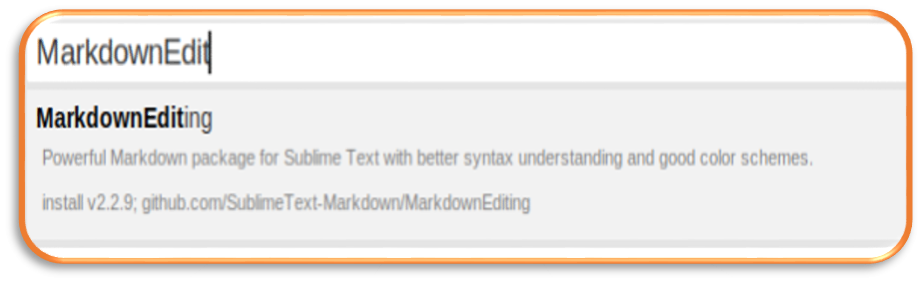 MarkdownEdit
MarkdownEditing
Powerful Markdown package for Sublime Text with better syntax understanding and good color schemes.
install v2.2.9; github.com/SublimeText-Markdown/MarkdownEditing